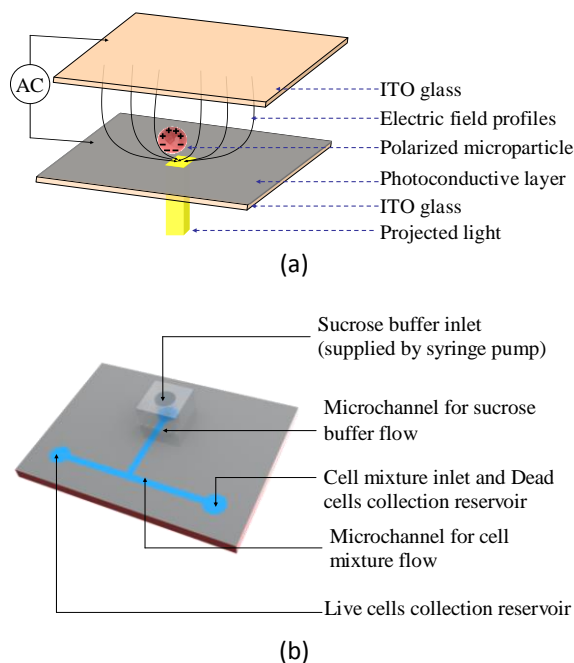 AC
ITO glass
Electric field profiles
Polarized microparticle
Photoconductive layer
ITO glass
Projected light
(a)
Sucrose buffer inlet
(supplied by syringe pump)
Microchannel for sucrose
buffer flow
Cell mixture inlet and Dead
cells collection reservoir
Microchannel for cell
mixture flow
Live cells collection reservoir
(b)